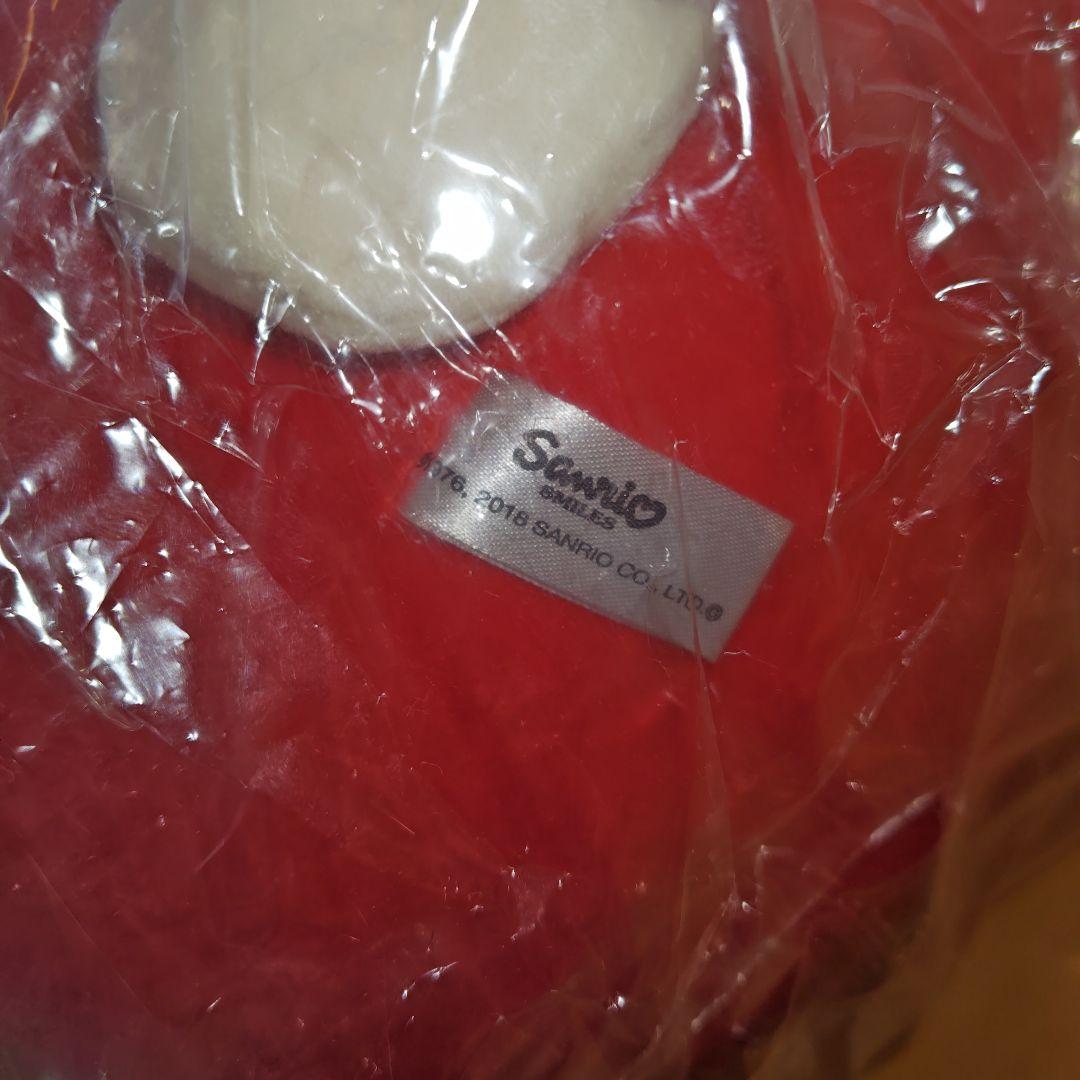 Sanrio
SMILES
1976, 2018 SANRIO CO., LTD.©